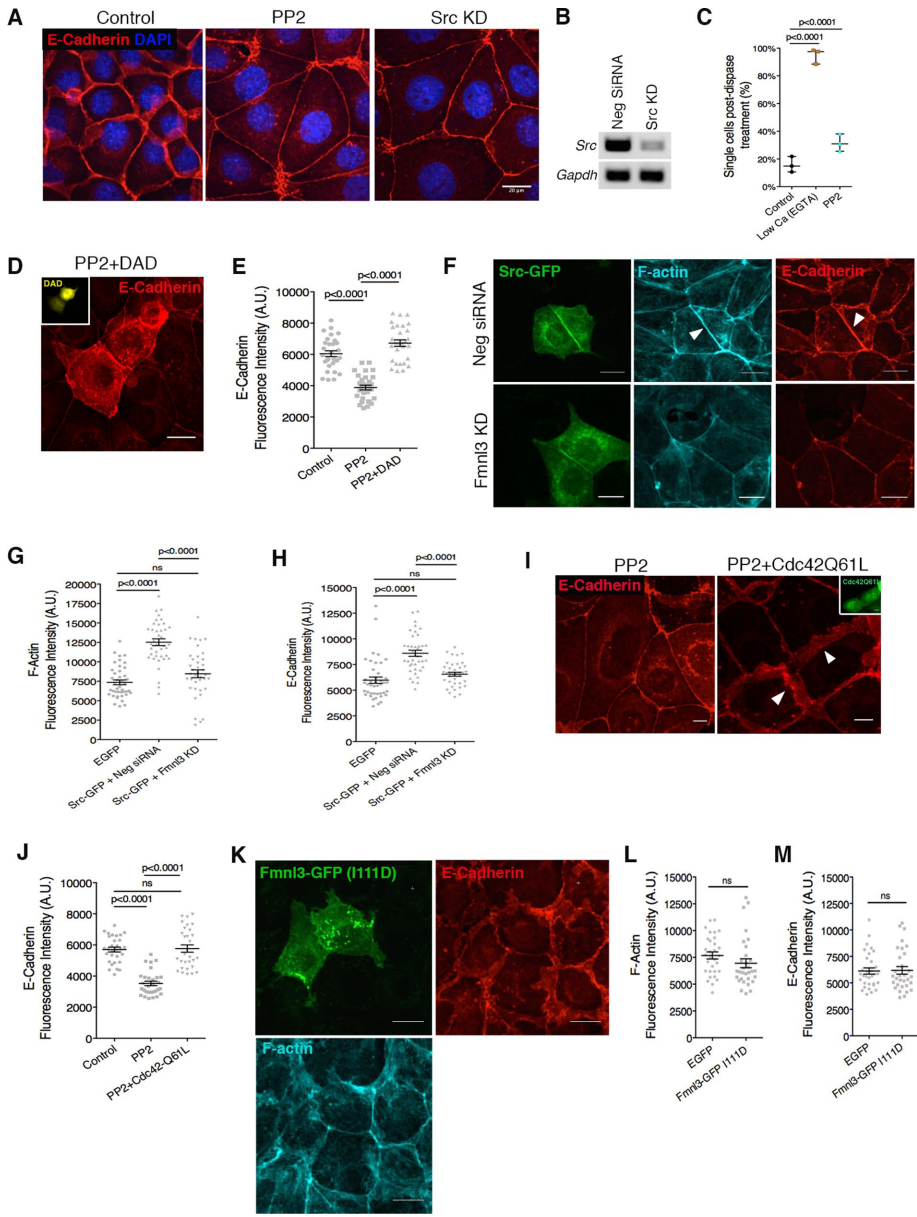 A
Control
PP2
Src KD
E-Cadherin DAPI
20 µm
B
Neg SiRNA
Src KD
Src
Gapdh
C
p<0.0001
p<0.0001
Single cells post-dispase
treatment (%)
100%
80%
60%
40%
20%
0%
Control
Low Ca (EGTA)
PP2
D
PP2+DAD
DAD
E-Cadherin
E
p<0.0001
p<0.0001
E-Cadherin
Fluorescence Intensity (A.U.)
10000
8000
6000
4000
2000
0
Control
PP2
PP2+DAD
F
Src-GFP
F-actin
E-Cadherin
Neg siRNA
Fmnl3 KD
G
p<0.0001
ns
p<0.0001
F-Actin
Fluorescence Intensity (A.U.)
20000
17500
15000
12500
10000
7500
5000
2500
0
EGFP
Src-GFP + Neg siRNA
Src-GFP + Fmnl3 KD
H
p<0.0001
ns
p<0.0001
E-Cadherin
Fluorescence Intensity (A.U.)
15000
12500
10000
7500
5000
2500
0
EGFP
Src-GFP + Neg siRNA
Src-GFP + Fmnl3 KD
I
PP2
PP2+Cdc42Q61L
E-Cadherin
Cdc42Q61L
J
p<0.0001
ns
p<0.0001
E-Cadherin
Fluorescence Intensity (A.U.)
10000
8000
6000
4000
2000
0
Control
PP2
PP2+Cdc42-Q61L
K
Fmnl3-GFP (I111D)
E-Cadherin
F-actin
L
ns
F-Actin
Fluorescence Intensity (A.U.)
15000
12500
10000
7500
5000
2500
0
EGFP
Fmnl3-GFP I111D
M
ns
E-Cadherin
Fluorescence Intensity (A.U.)
15000
12500
10000
7500
5000
2500
0
EGFP
Fmnl3-GFP I111D